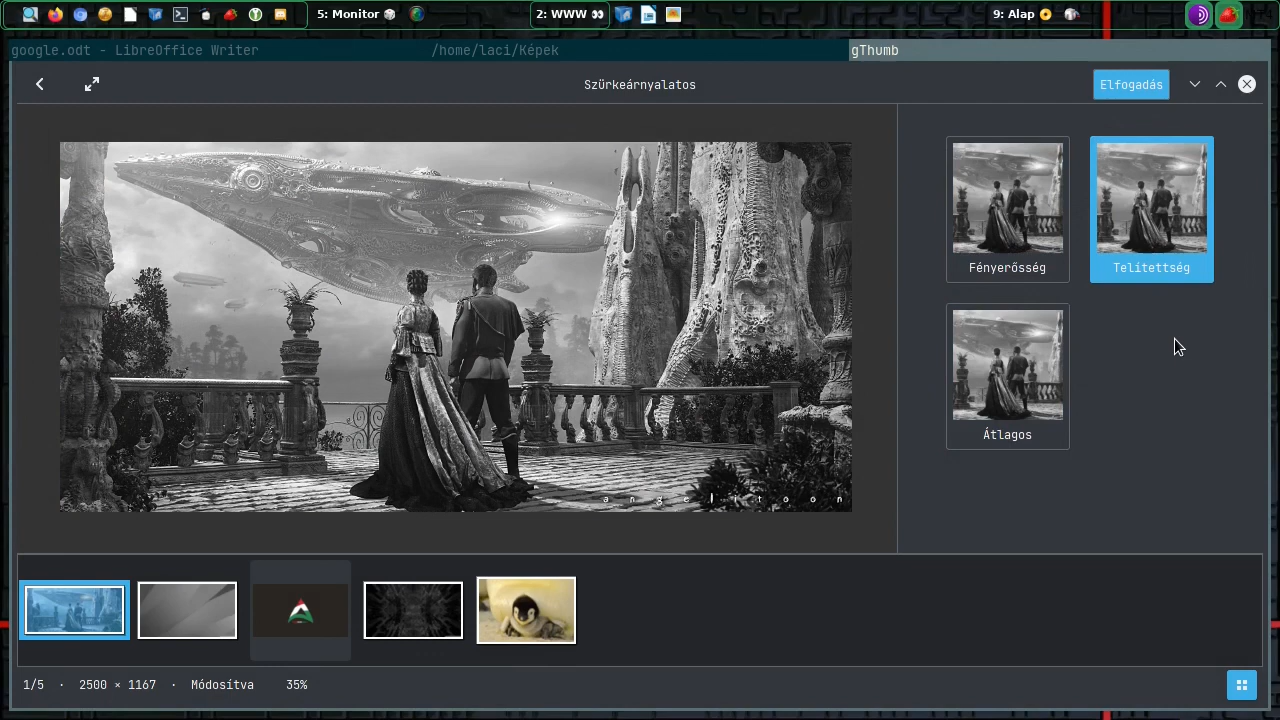 5: Monitor
2: WWW
9: Alap
google.odt - LibreOffice Writer
/home/laci/Képek
gThumb
Szürkeárnyalatos
Elfogadás
Fényerősség
Telítettség
Átlagos
angelitoon
1/5 · 2500 × 1167 · Módosítva 35%